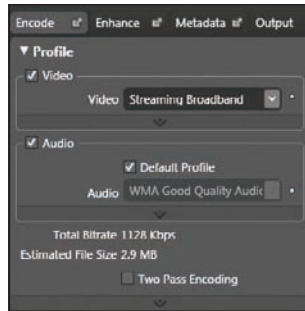 Encode Enhance Metadata Output
Profile
Video
Video Streaming Broadband
Audio
Default Profile
Audio WMA Good Quality Audic
Total Bitrate 1128 Kbps
Estimated File Size 2.9 MB
Two Pass Encoding